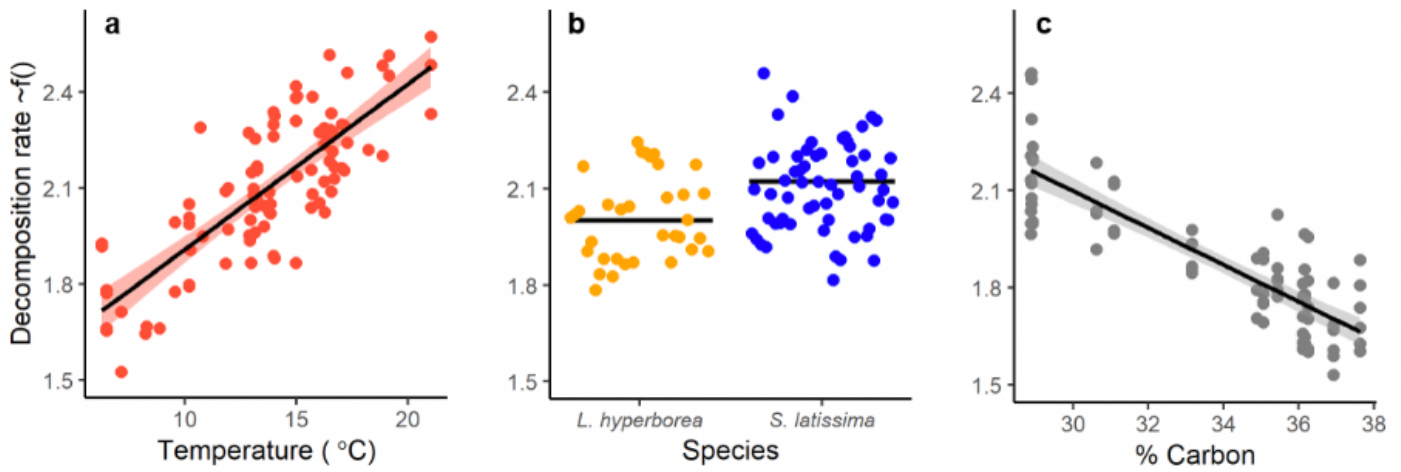 a
b
c
Decomposition rate ~f()
2.4
2.1
1.8
1.5
10
15
20
Temperature ( °C)
2.4
2.1
1.8
1.5
L. hyperborea
S. latissima
Species
2.4
2.1
1.8
1.5
30
32
34
36
38
% Carbon